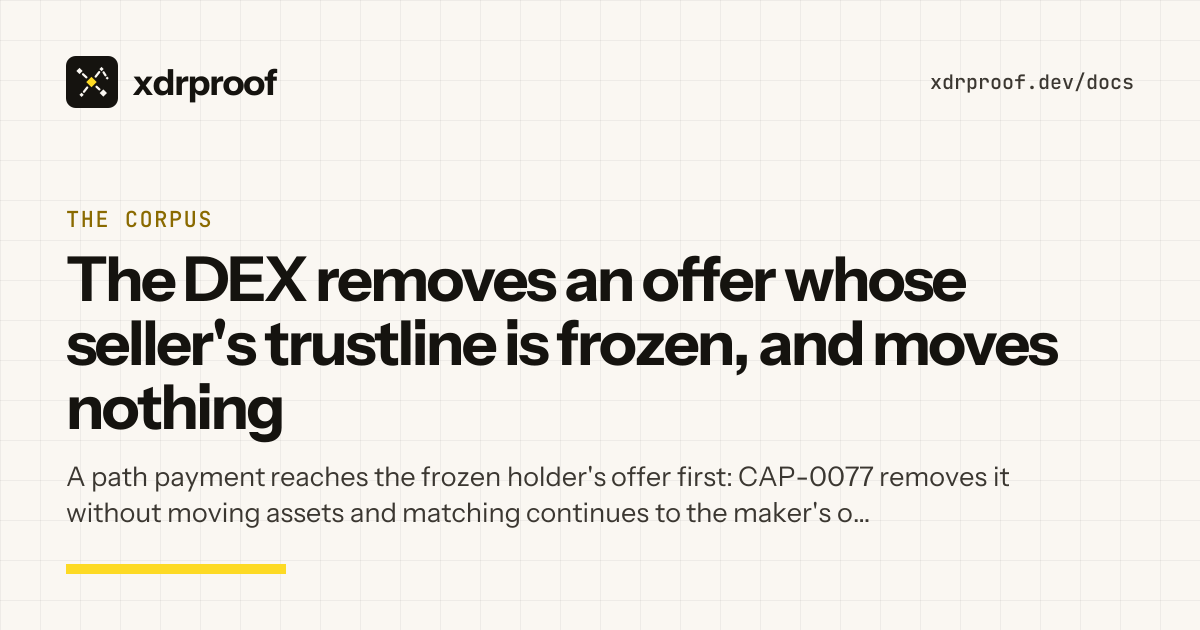 xdrproof
xdrproof.dev/docs
THE CORPUS
The DEX removes an offer whose
seller's trustline is frozen, and moves
nothing
A path payment reaches the frozen holder's offer first: CAP-0077 removes it
without moving assets and matching continues to the maker's o...